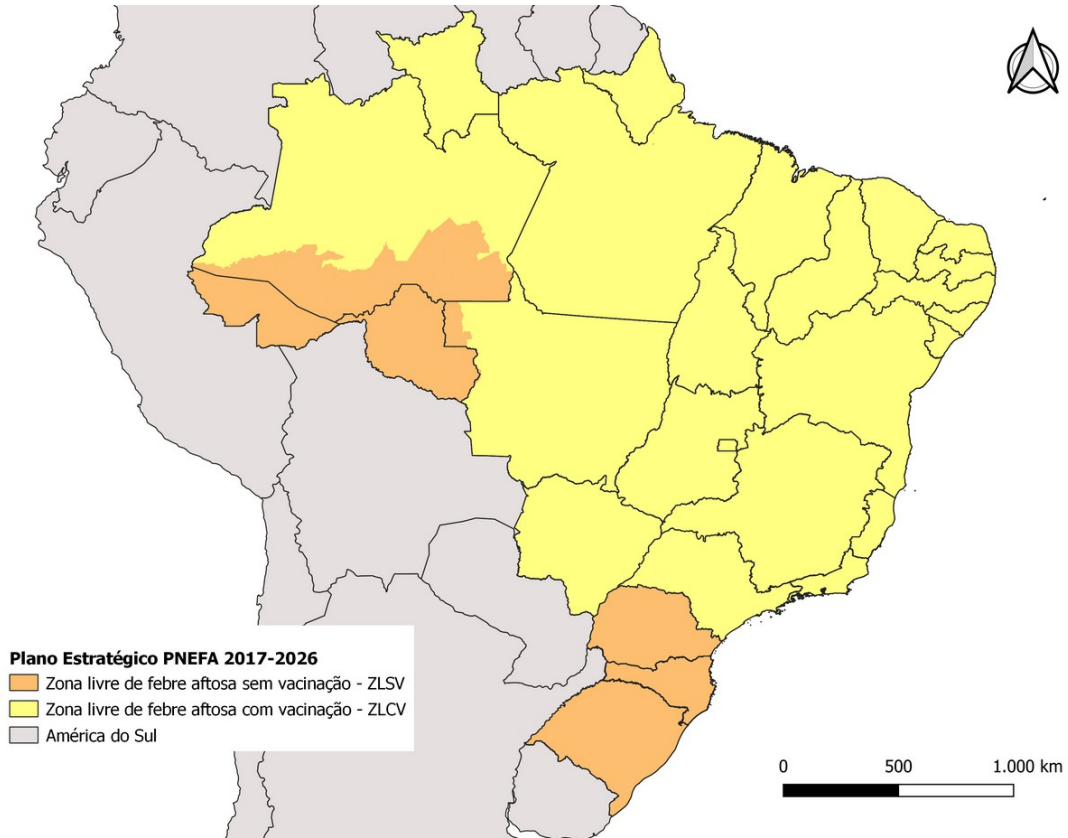 Plano Estratégico PNEFA 2017-2026
Zona livre de febre aftosa sem vacinação - ZLSV
Zona livre de febre aftosa com vacinação - ZLCV
América do Sul
0 500 1.000 km